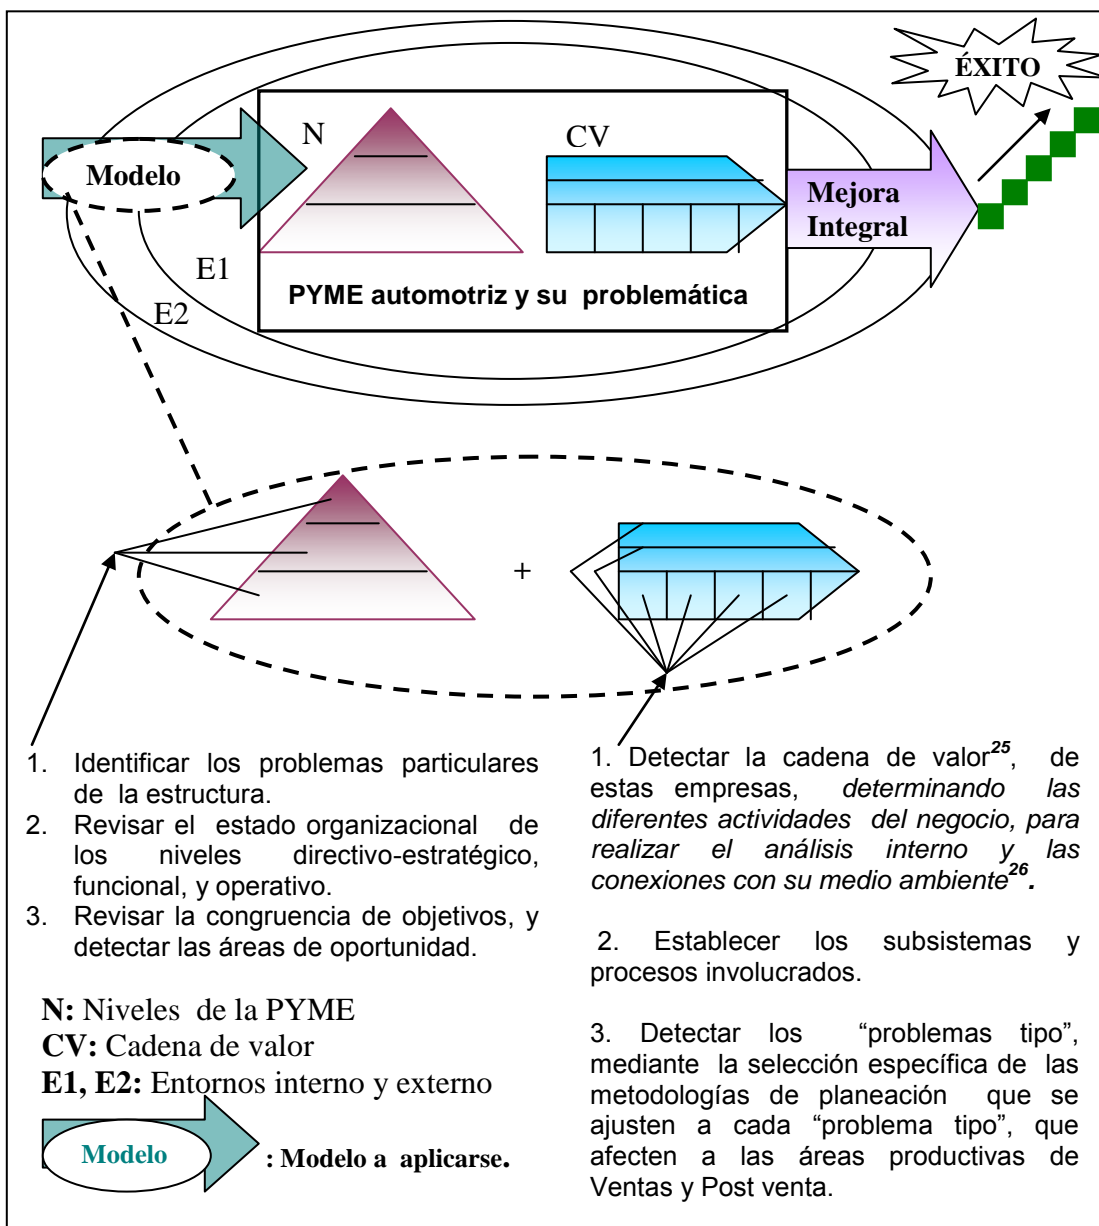 ÉXITO
N
CV
Modelo
Mejora
Integral
E1
PYME automotriz y su problemática
E2
+
1. Identificar los problemas particulares
de la estructura.
2. Revisar el estado organizacional de
los niveles directivo-estratégico,
funcional, y operativo.
3. Revisar la congruencia de objetivos, y
detectar las áreas de oportunidad.
N: Niveles de la PYME
CV: Cadena de valor
E1, E2: Entornos interno y externo
Modelo
: Modelo a aplicarse.
1. Detectar la cadena de valor25, de
estas empresas, determinando las
diferentes actividades del negocio, para
realizar el análisis interno y las
conexiones con su medio ambiente26.
2. Establecer los subsistemas y
procesos involucrados.
3. Detectar los “problemas tipo”,
mediante la selección específica de las
metodologías de planeación que se
ajusten a cada “problema tipo”, que
afecten a las áreas productivas de
Ventas y Post venta.